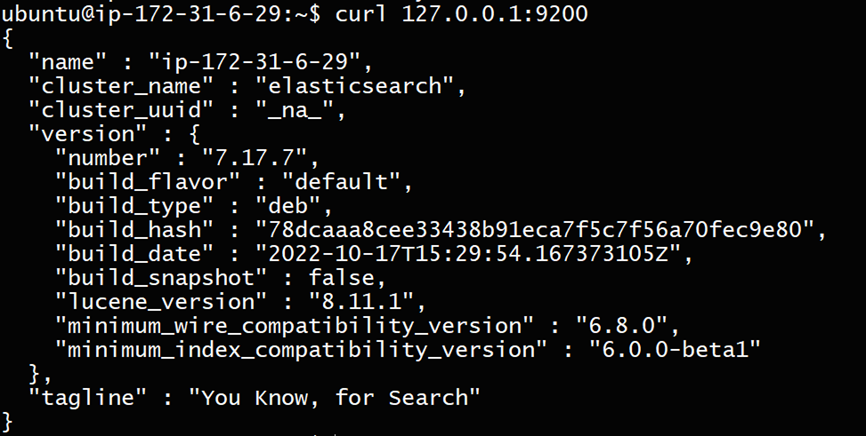 ubuntu@ip-172-31-6-29:~$ curl 127.0.0.1:9200
{
  "name" : "ip-172-31-6-29",
  "cluster_name" : "elasticsearch",
  "cluster_uuid" : "_na_",
  "version" : {
    "number" : "7.17.7",
    "build_flavor" : "default",
    "build_type" : "deb",
    "build_hash" : "78dcaaa8cee33438b91eca7f5c7f56a70fec9e80",
    "build_date" : "2022-10-17T15:29:54.167373105Z",
    "build_snapshot" : false,
    "lucene_version" : "8.11.1",
    "minimum_wire_compatibility_version" : "6.8.0",
    "minimum_index_compatibility_version" : "6.0.0-beta1"
  },
  "tagline" : "You Know, for Search"
}